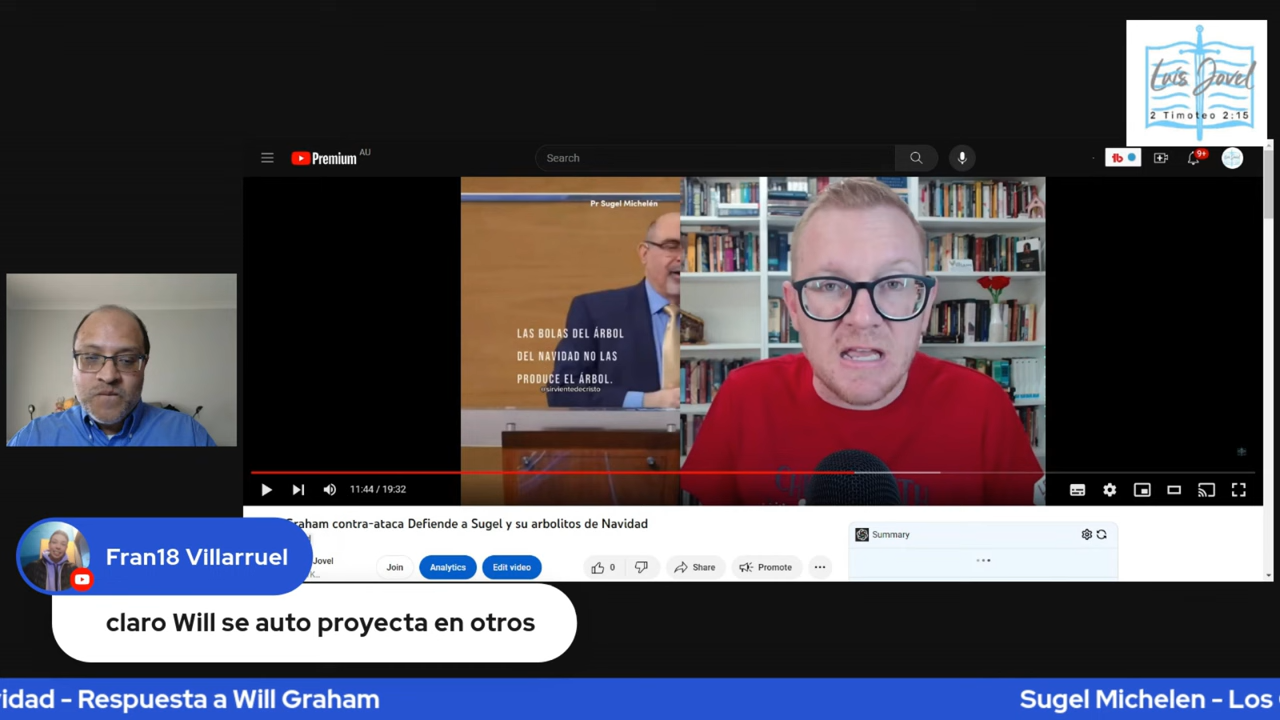 Luis Jovel
2 Timoteo 2:15
Premium AU
Search
9+
Pr Sugel Michelén
LAS BOLAS DEL ÁRBOL
DEL NAVIDAD NO LAS
PRODUCE EL ÁRBOL.
@sirvientedecristo
11:44 / 19:32
Graham contra-ataca Defiende a Sugel y su arbolitos de Navidad
Summary
Jovel
Join
Analytics
Edit video
0
Share
Promote
Fran18 Villarruel
claro Will se auto proyecta en otros
vidad - Respuesta a Will Graham
Sugel Michelen - Los